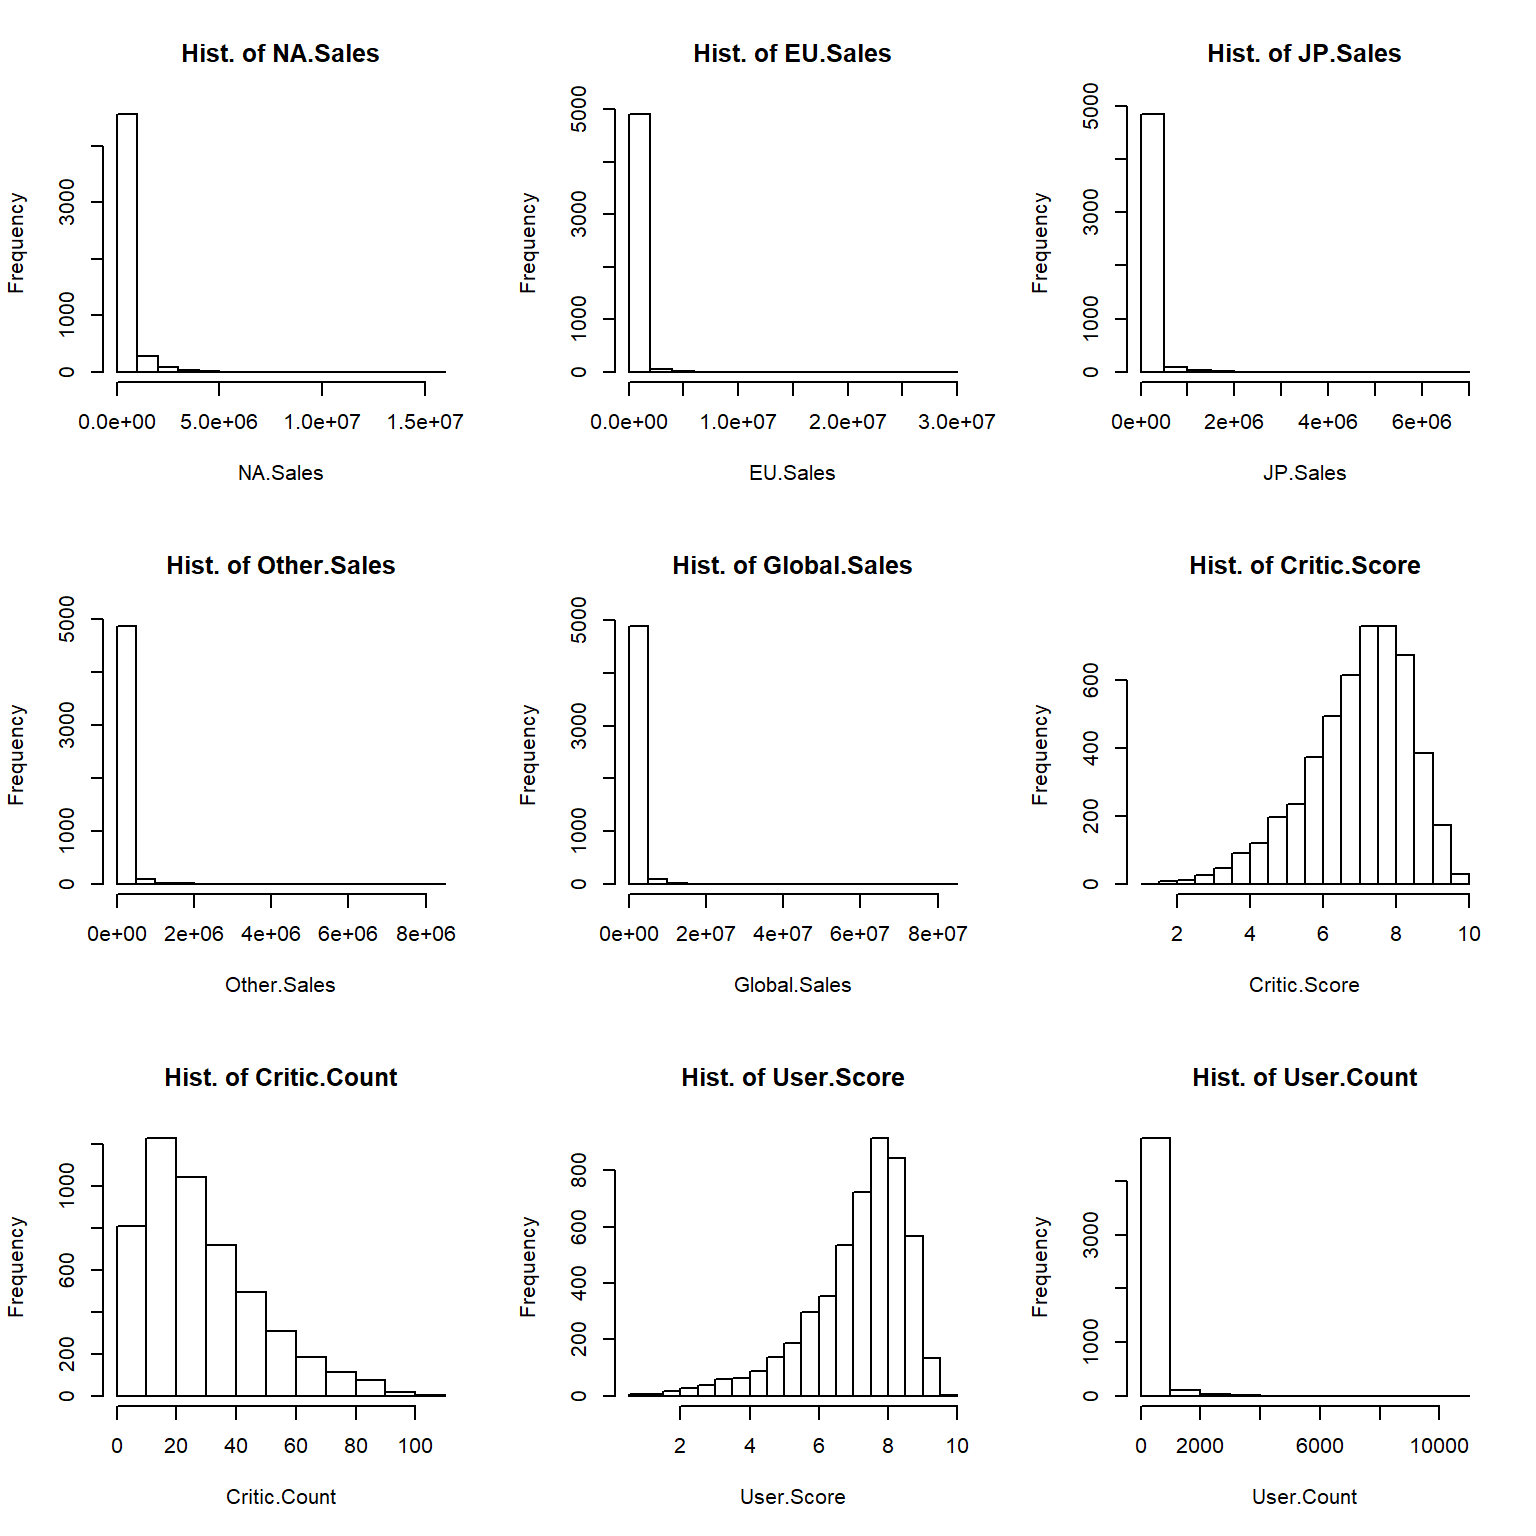 Hist. of NA.Sales
Frequency
0 1000 3000
0.0e+00 5.0e+06 1.0e+07 1.5e+07
NA.Sales
Hist. of EU.Sales
Frequency
0 1000 3000 5000
0.0e+00 1.0e+07 2.0e+07 3.0e+07
EU.Sales
Hist. of JP.Sales
Frequency
0 1000 3000 5000
0e+00 2e+06 4e+06 6e+06
JP.Sales
Hist. of Other.Sales
Frequency
0 1000 3000 5000
0e+00 2e+06 4e+06 6e+06 8e+06
Other.Sales
Hist. of Global.Sales
Frequency
0 1000 3000 5000
0e+00 2e+07 4e+07 6e+07 8e+07
Global.Sales
Hist. of Critic.Score
Frequency
0 200 400 600
2 4 6 8 10
Critic.Score
Hist. of Critic.Count
Frequency
0 200 600 1000
0 20 40 60 80 100
Critic.Count
Hist. of User.Score
Frequency
0 200 400 600 800
2 4 6 8 10
User.Score
Hist. of User.Count
Frequency
0 1000 3000
0 2000 6000 10000
User.Count